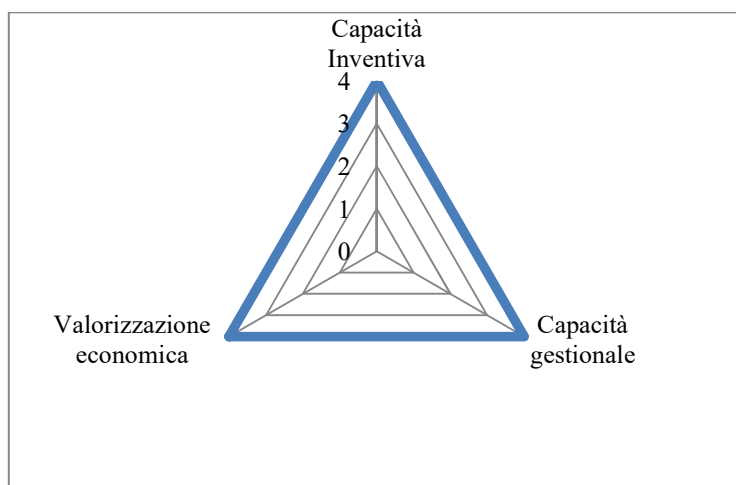 Capacità
Inventiva
4
3
2
1
0
Valorizzazione
economica
Capacità
gestionale